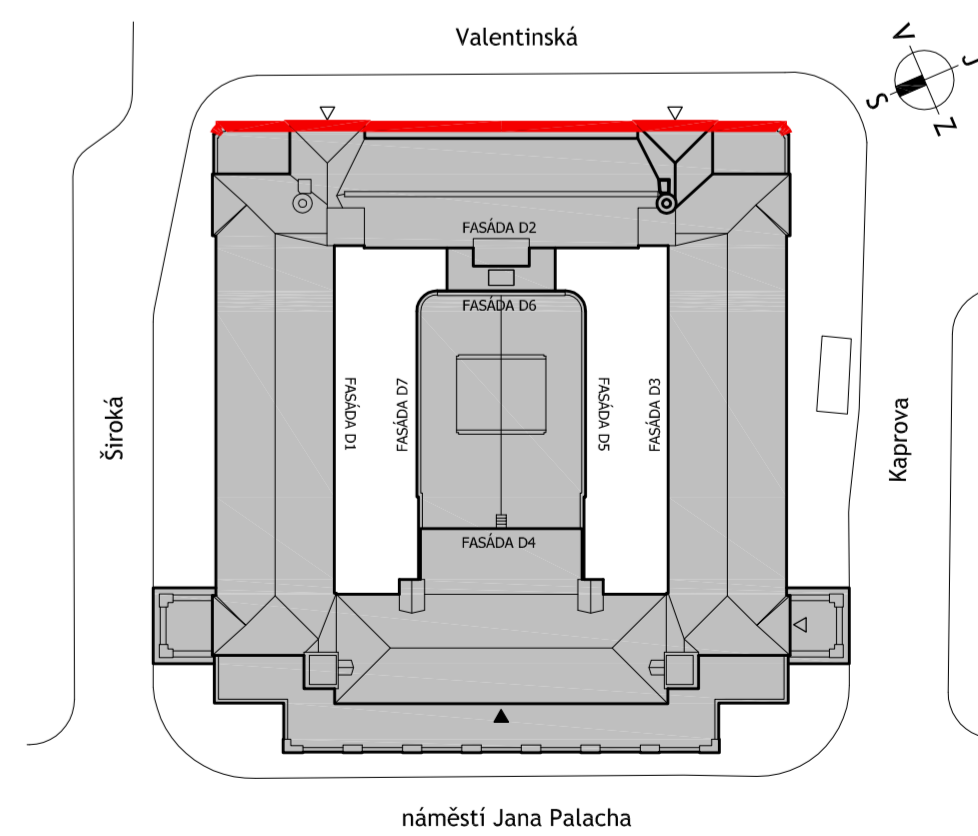 Valentinská
V
J
S
Z
FASÁDA D2
FASÁDA D6
FASÁDA D1
FASÁDA D7
FASÁDA D5
FASÁDA D3
Široká
Kaprova
FASÁDA D4
náměstí Jana Palacha